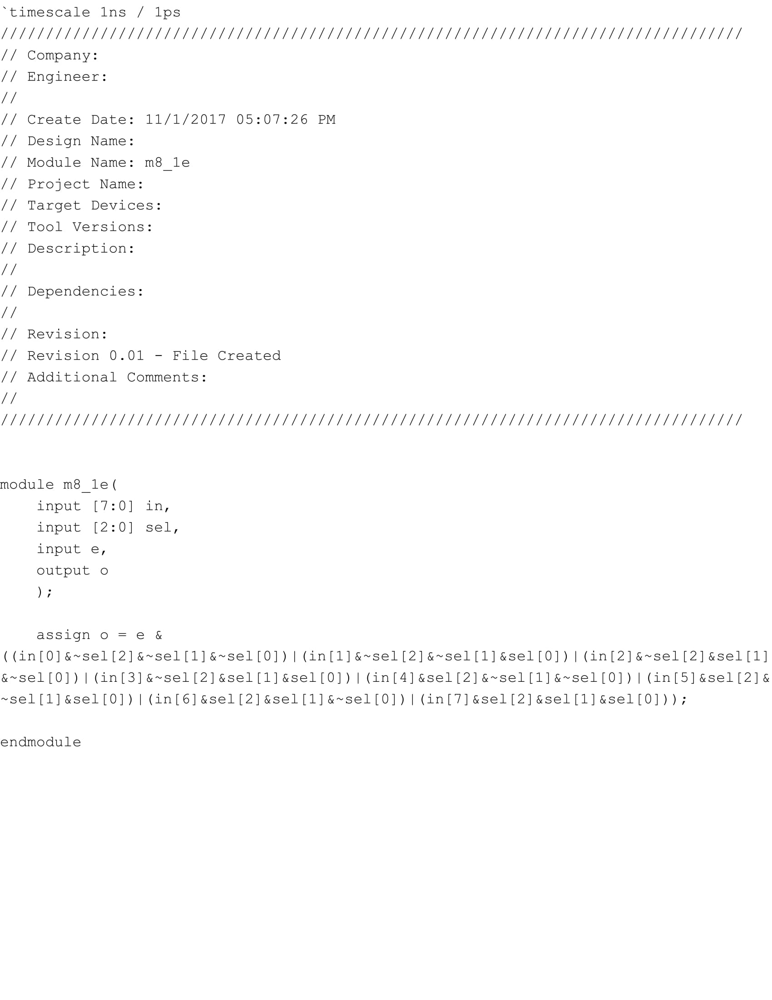 `timescale 1ns / 1ps
//////////////////////////////////////////////////////////////////////////////////
// Company:
// Engineer:
//
// Create Date: 11/1/2017 05:07:26 PM
// Design Name:
// Module Name: m8_1e
// Project Name:
// Target Devices:
// Tool Versions:
// Description:
//
// Dependencies:
//
// Revision:
// Revision 0.01 - File Created
// Additional Comments:
//
//////////////////////////////////////////////////////////////////////////////////
module m8_1e(
    input [7:0] in,
    input [2:0] sel,
    input e,
    output o
    );
    assign o = e &
((in[0]&~sel[2]&~sel[1]&~sel[0])|(in[1]&~sel[2]&~sel[1]&sel[0])|(in[2]&~sel[2]&sel[1]
&~sel[0])|(in[3]&~sel[2]&sel[1]&sel[0])|(in[4]&sel[2]&~sel[1]&~sel[0])|(in[5]&sel[2]&
~sel[1]&sel[0])|(in[6]&sel[2]&sel[1]&~sel[0])|(in[7]&sel[2]&sel[1]&sel[0]));
endmodule